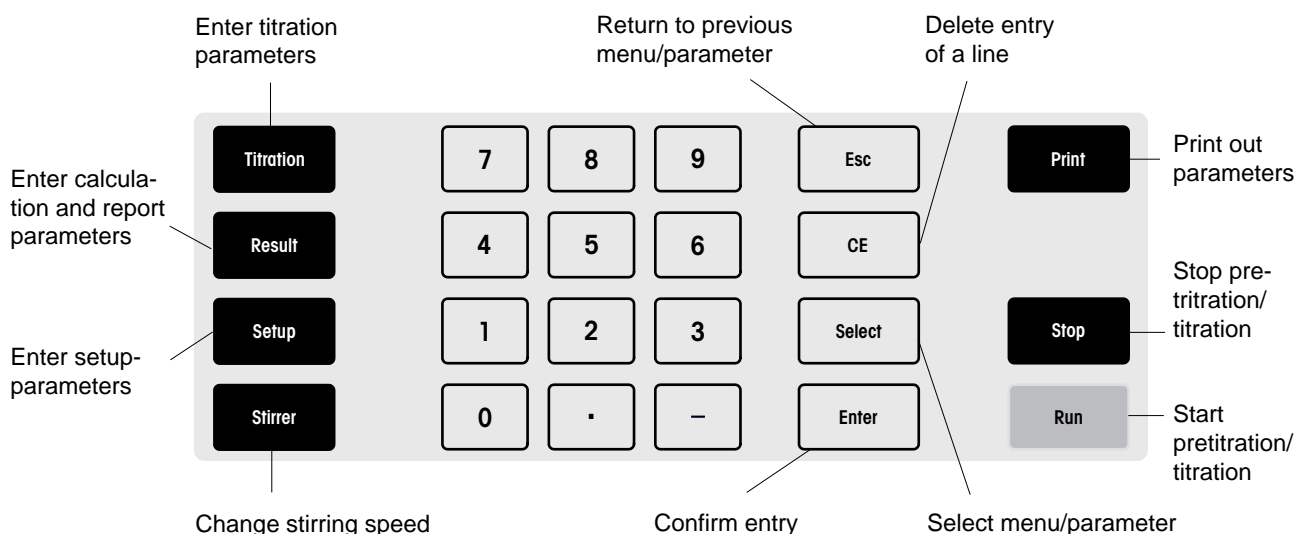 Enter titration
parameters
Return to previous
menu/parameter
Delete entry
of a line
Titration
7
8
9
Esc
Print
Print out
parameters
Enter calcula-
tion and report
parameters
Result
4
5
6
CE
Setup
1
2
3
Select
Stop
Stop pre-
tritration/
titration
Enter setup-
parameters
Stirrer
0
.
–
Enter
Run
Start
pretitration/
titration
Change stirring speed
Confirm entry
Select menu/parameter